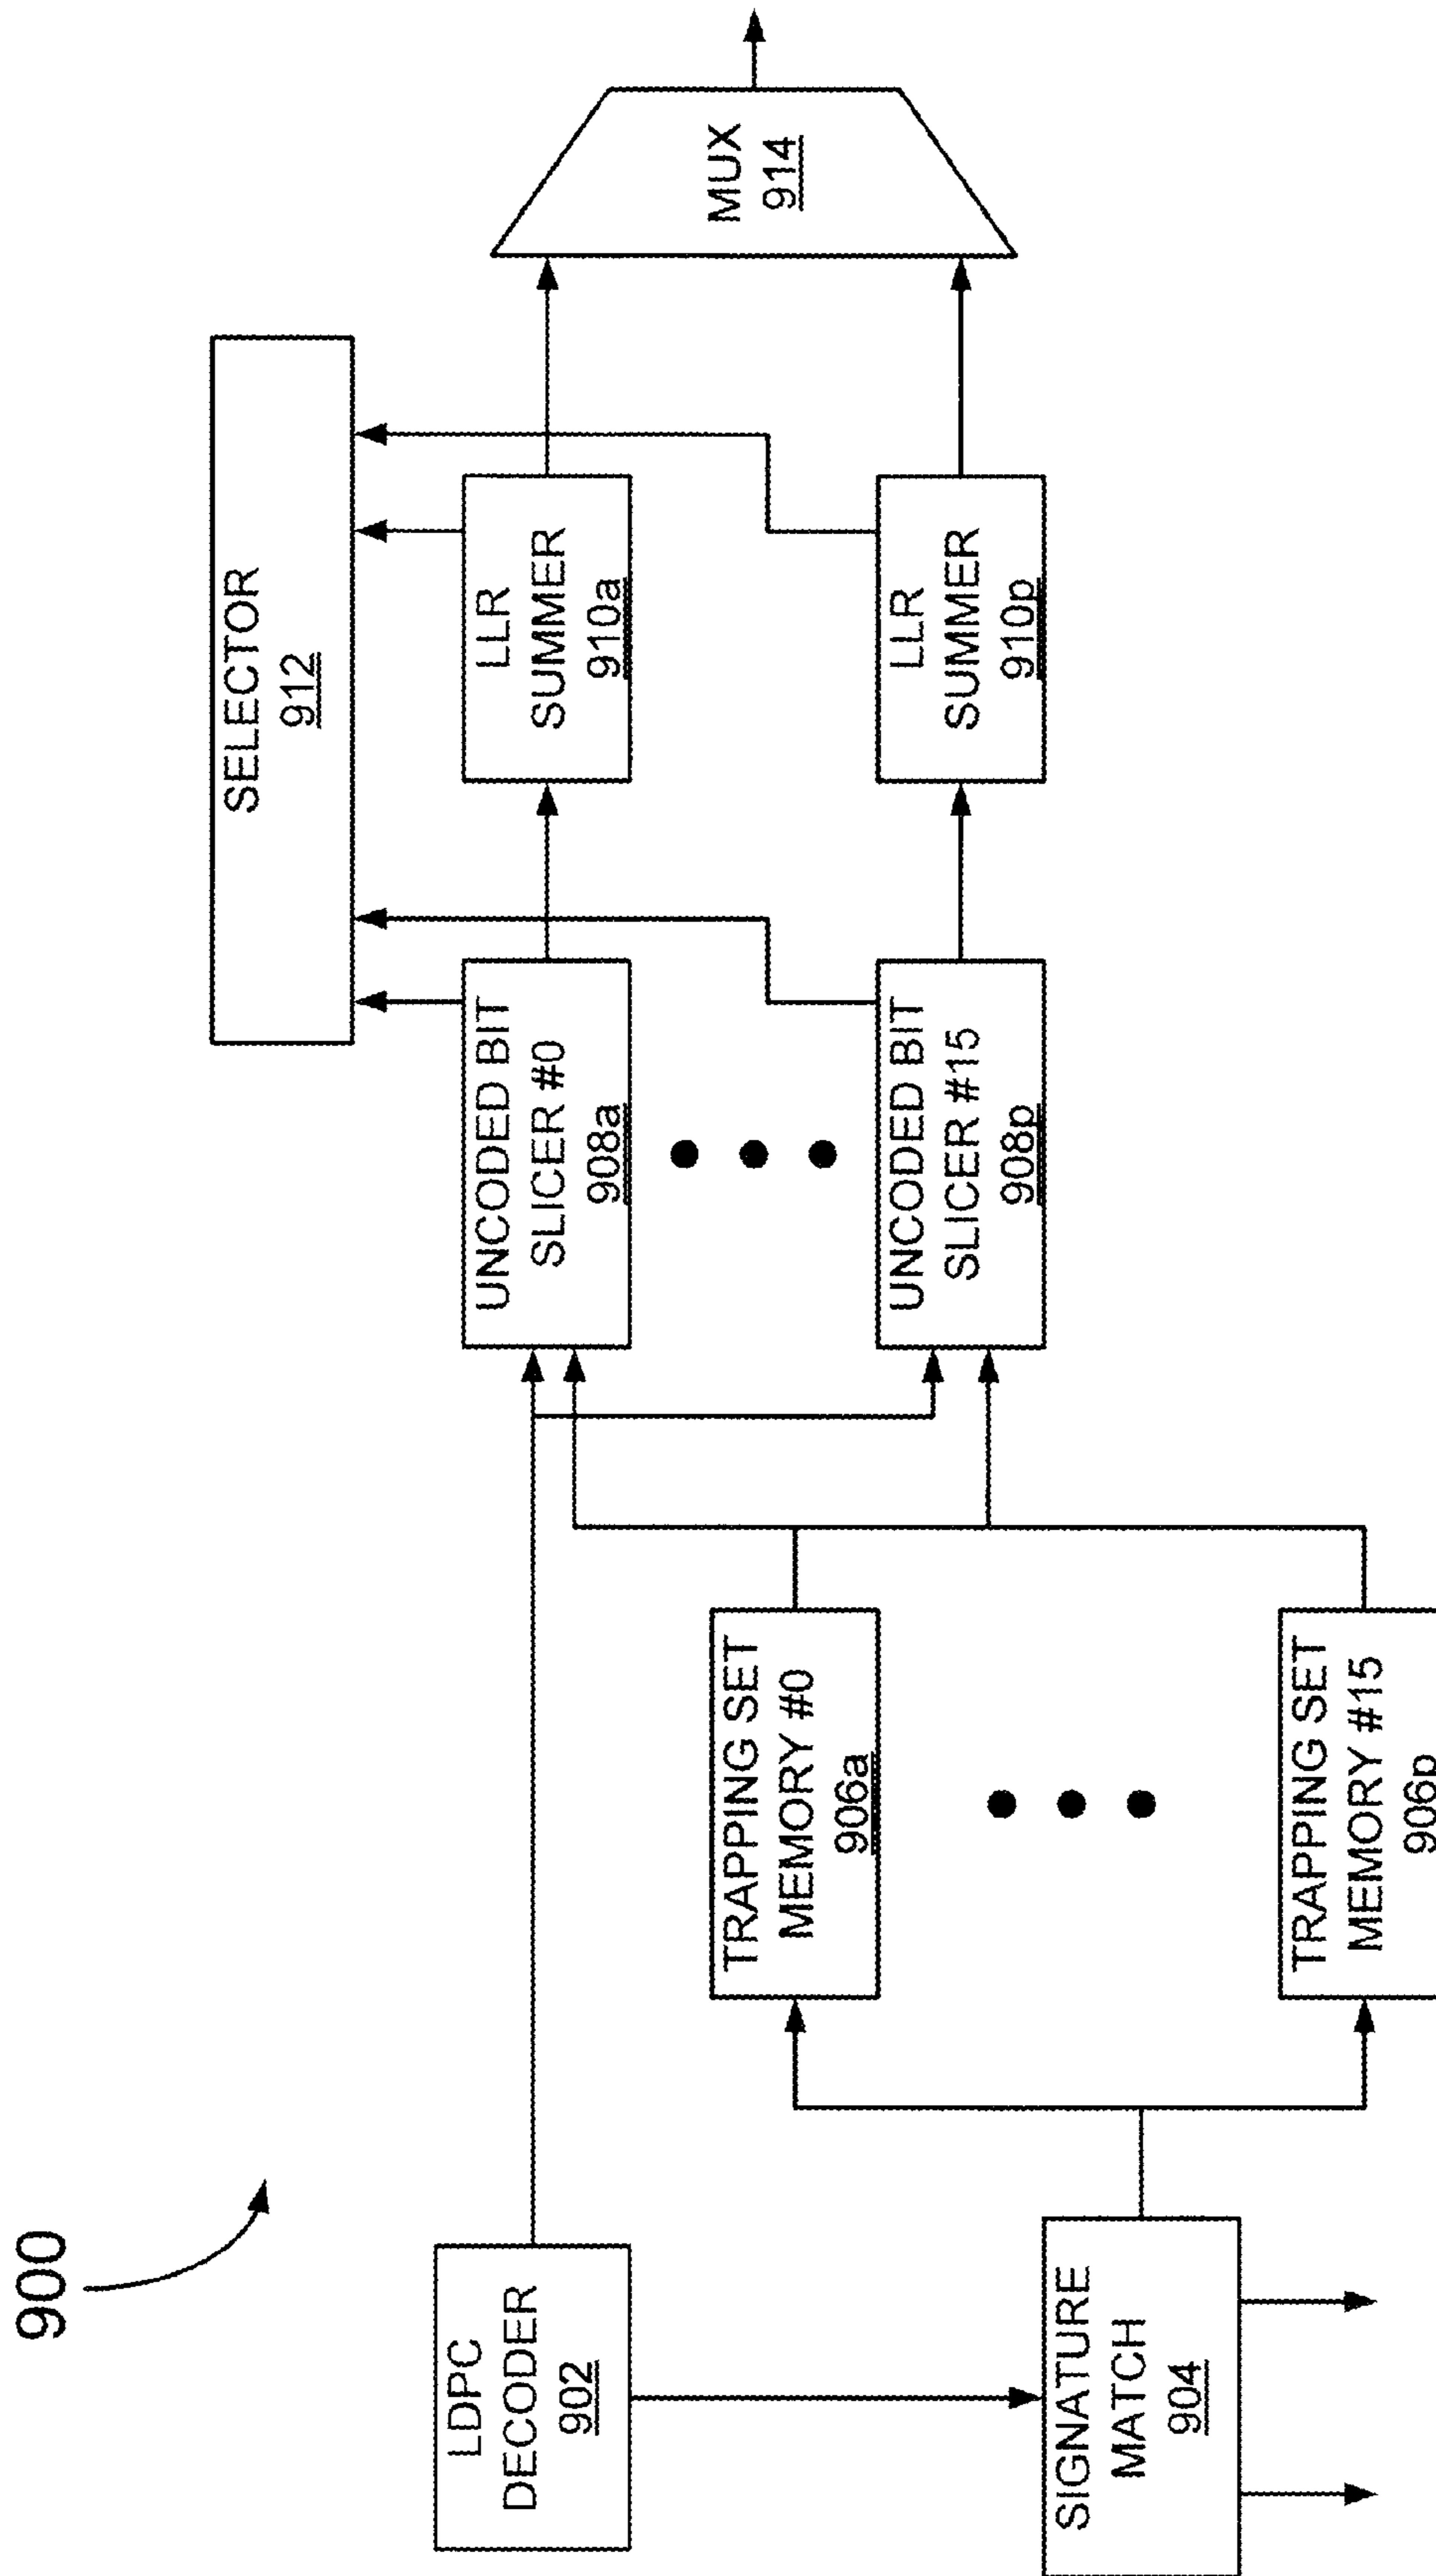 900
LDPC
DECODER
902
SIGNATURE
MATCH
904
TRAPPING SET
MEMORY #0
906a
TRAPPING SET
MEMORY #15
906p
UNCODED BIT
SLICER #0
908a
UNCODED BIT
SLICER #15
908p
SELECTOR
912
LLR
SUMMER
910a
LLR
SUMMER
910p
MUX
914